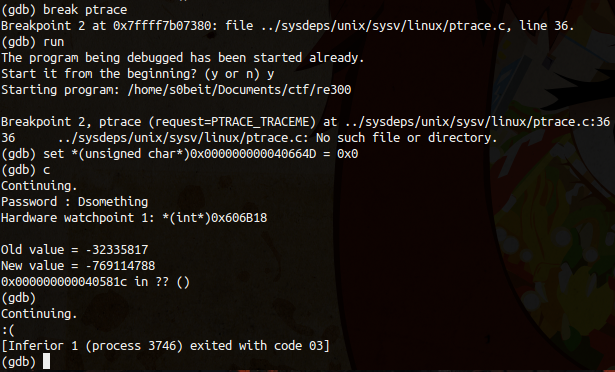 (gdb) break ptrace
Breakpoint 2 at 0x7ffff7b07380: file ../sysdeps/unix/sysv/linux/ptrace.c, line 36.
(gdb) run
The program being debugged has been started already.
Start it from the beginning? (y or n) y
Starting program: /home/s0beit/Documents/ctf/re300
Breakpoint 2, ptrace (request=PTRACE_TRACEME) at ../sysdeps/unix/sysv/linux/ptrace.c:36
36      ../sysdeps/unix/sysv/linux/ptrace.c: No such file or directory.
(gdb) set *(unsigned char*)0x000000000040664D = 0x0
(gdb) c
Continuing.
Password : Dsomething
Hardware watchpoint 1: *(int*)0x606B18
Old value = -32335817
New value = -769114788
0x000000000040581c in ?? ()
(gdb)
Continuing.
:(
[Inferior 1 (process 3746) exited with code 03]
(gdb)